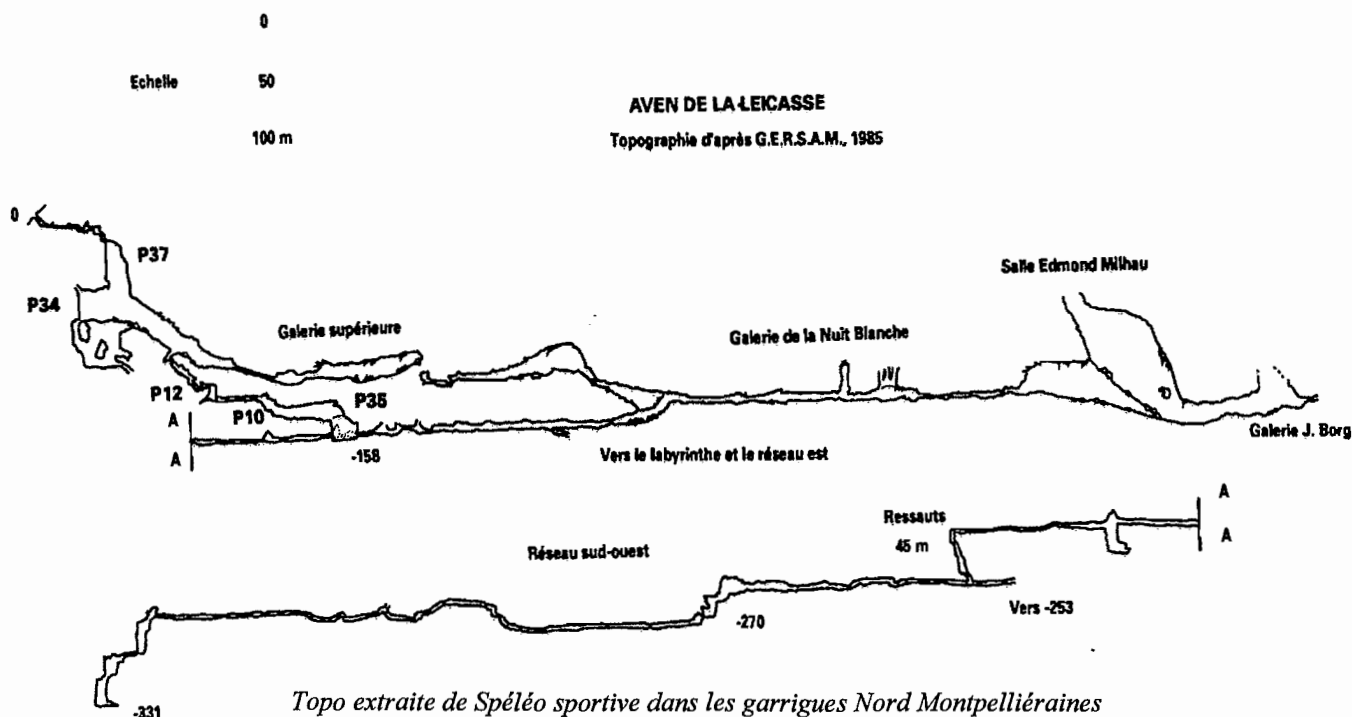 0
Echelle 50
AVEN DE LA LEICASSE
100 m
Topographie d'après G.E.R.S.A.M., 1985
0
P37
Salle Edmond Milhau
P34
Galerie supérieure
Galerie de la Nuit Blanche
P12
P35
A
P10
Galerie J. Borg
A
-158
Vers le labyrinthe et le réseau est
A
Ressauts
45 m
A
Réseau sud-ouest
Vers -253
-270
-331
Topo extraite de Spéléo sportive dans les garrigues Nord Montpelliéraines